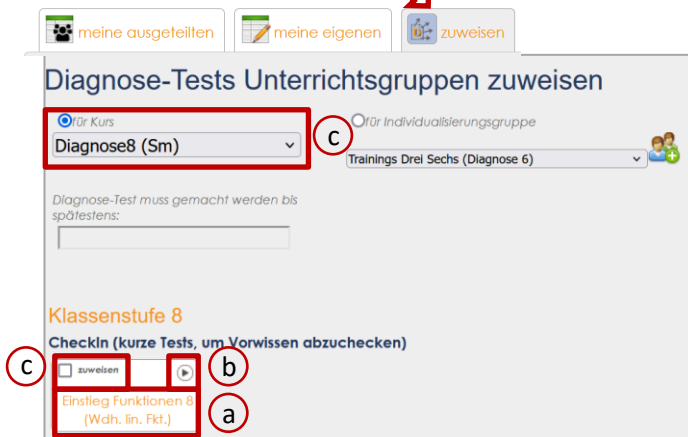 meine ausgeteilten
meine eigenen
zuweisen
Diagnose-Tests Unterrichtsgruppen zuweisen
für Kurs
für Individualisierungsgruppe
Diagnose8 (Sm)
c
Trainings Drei Sechs (Diagnose 6)
Diagnose-Test muss gemacht werden bis
spätestens:
Klassenstufe 8
CheckIn (kurze Tests, um Vorwissen abzuchecken)
c
zuweisen
b
Einstieg Funktionen 8
(Wdh. lin. Fkt.)
a